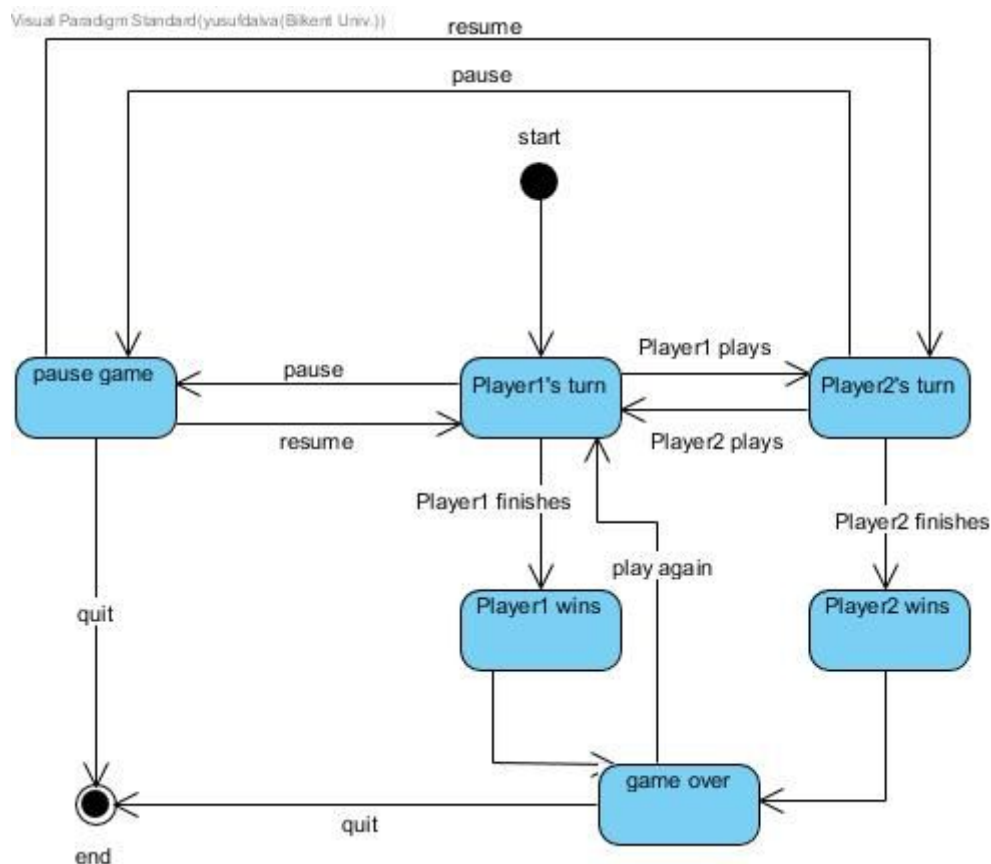 Visual Paradigm Standard(yusufdalva(Bilkent Univ.))
resume
pause
start
Player1 plays
pause game
pause
Player1's turn
Player2's turn
resume
Player2 plays
Player1 finishes
Player2 finishes
play again
Player1 wins
Player2 wins
quit
game over
quit
end